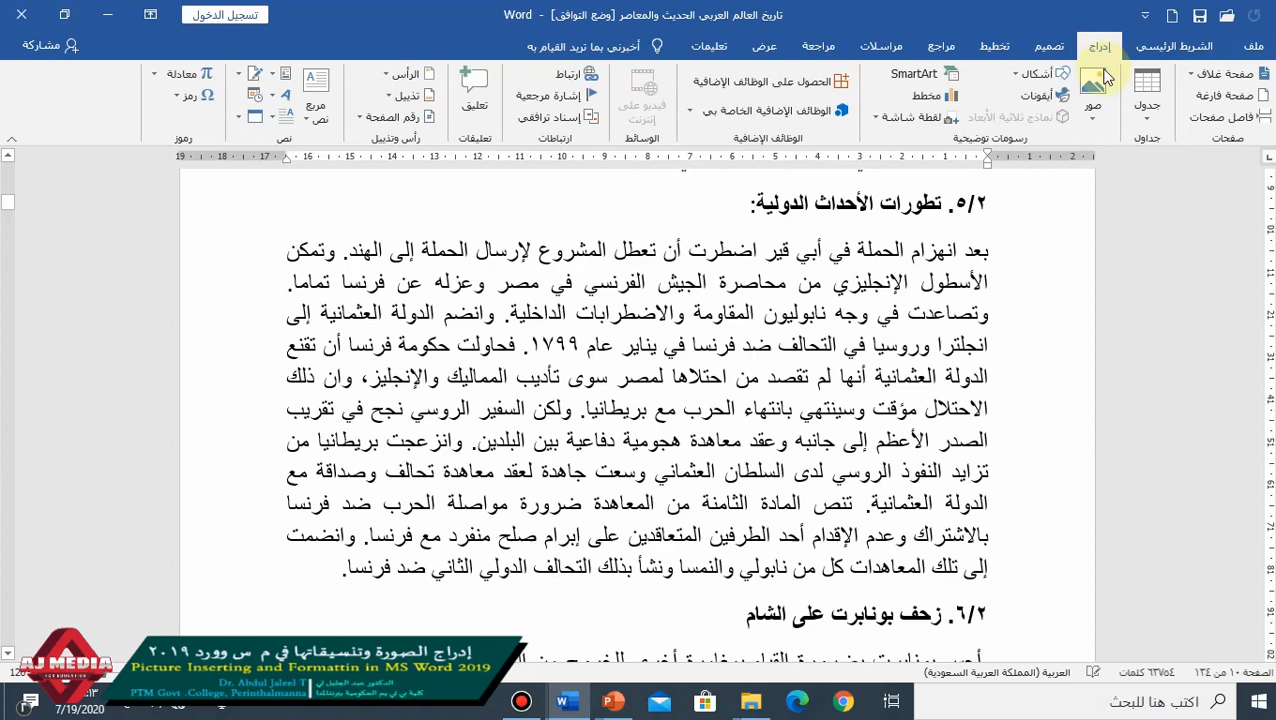 تاريخ العالم العربي الحديث والمعاصر [وضع التوافق] - Word
تسجيل الدخول
ملف
الشريط الرئيسي
إدراج
تصميم
تخطيط
مراجع
مراسلات
مراجعة
عرض
تعليمات
أخبرني بما تريد القيام به
مشاركة
صفحة غلاف
صفحة فارغة
فاصل صفحات
صفحات
جدول
جداول
صور
أشكال
أيقونات
نماذج ثلاثية الأبعاد
SmartArt
مخطط
لقطة شاشة
رسومات توضيحية
الحصول على الوظائف الإضافية
الوظائف الإضافية الخاصة بي
الوظائف الإضافية
فيديو على إنترنت
الوسائط
ارتباط
إشارة مرجعية
إسناد ترافقي
ارتباطات
تعليق
تعليقات
الرأس
تذييل
رقم الصفحة
رأس وتذييل
مربع نص
نص
معادلة
رمز
رموز
٥/٢. تطورات الأحداث الدولية:
بعد انهزام الحملة في أبي قير اضطرت أن تعطل المشروع لإرسال الحملة إلى الهند. وتمكن
الأسطول الإنجليزي من محاصرة الجيش الفرنسي في مصر وعزله عن فرنسا تماما.
وتصاعدت في وجه نابوليون المقاومة والاضطرابات الداخلية. وانضم الدولة العثمانية إلى
انجلترا وروسيا في التحالف ضد فرنسا في يناير عام ١٧٩٩. فحاولت حكومة فرنسا أن تقنع
الدولة العثمانية أنها لم تقصد من احتلاها لمصر سوى تأديب المماليك والإنجليز، وان ذلك
الاحتلال مؤقت وسينتهي بانتهاء الحرب مع بريطانيا. ولكن السفير الروسي نجح في تقريب
الصدر الأعظم إلى جانبه وعقد معاهدة هجومية دفاعية بين البلدين. وانزعجت بريطانيا من
تزايد النفوذ الروسي لدى السلطان العثماني وسعت جاهدة لعقد معاهدة تحالف وصداقة مع
الدولة العثمانية. تنص المادة الثامنة من المعاهدة ضرورة مواصلة الحرب ضد فرنسا
بالاشتراك وعدم الإقدام أحد الطرفين المتعاقدين على إبرام صلح منفرد مع فرنسا. وانضمت
إلى تلك المعاهدات كل من نابولي والنمسا ونشأ بذلك التحالف الدولي الثاني ضد فرنسا.
٦/٢. زحف بونابرت على الشام
AJ MEDIA
FOR EDUCATION
إدراج الصورة وتنسيقاتها في م س وورد ٢٠١٩
Picture Inserting and Formattin in MS Word 2019
Dr. Abdul Jaleel T
PTM Govt .College, Perinthalmanna
العربية (المملكة العربية السعودية)
7/19/2020
اكتب هنا للبحث